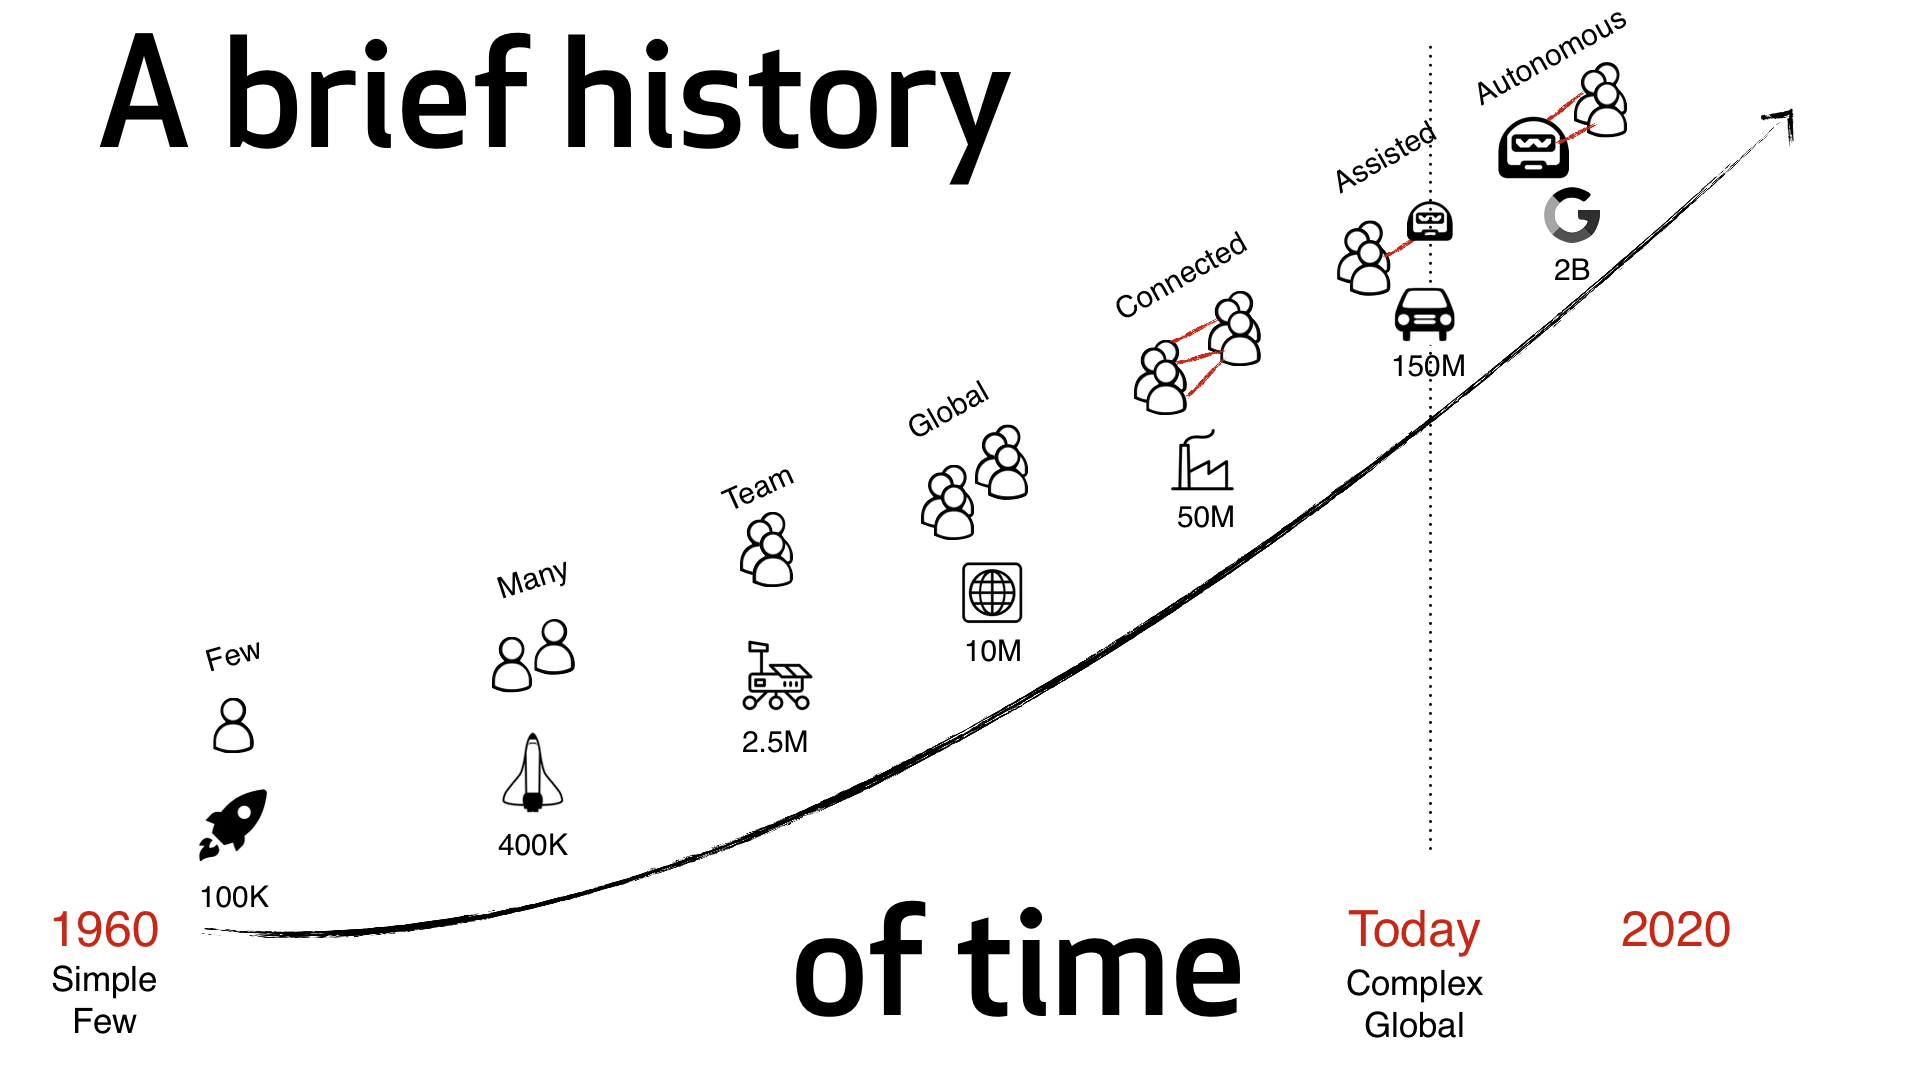 A brief history
Autonomous
Assisted
2B
Connected
150M
Global
Team
50M
Many
10M
Few
2.5M
400K
100K
1960
Simple
Few
of time
Today
Complex
Global
2020